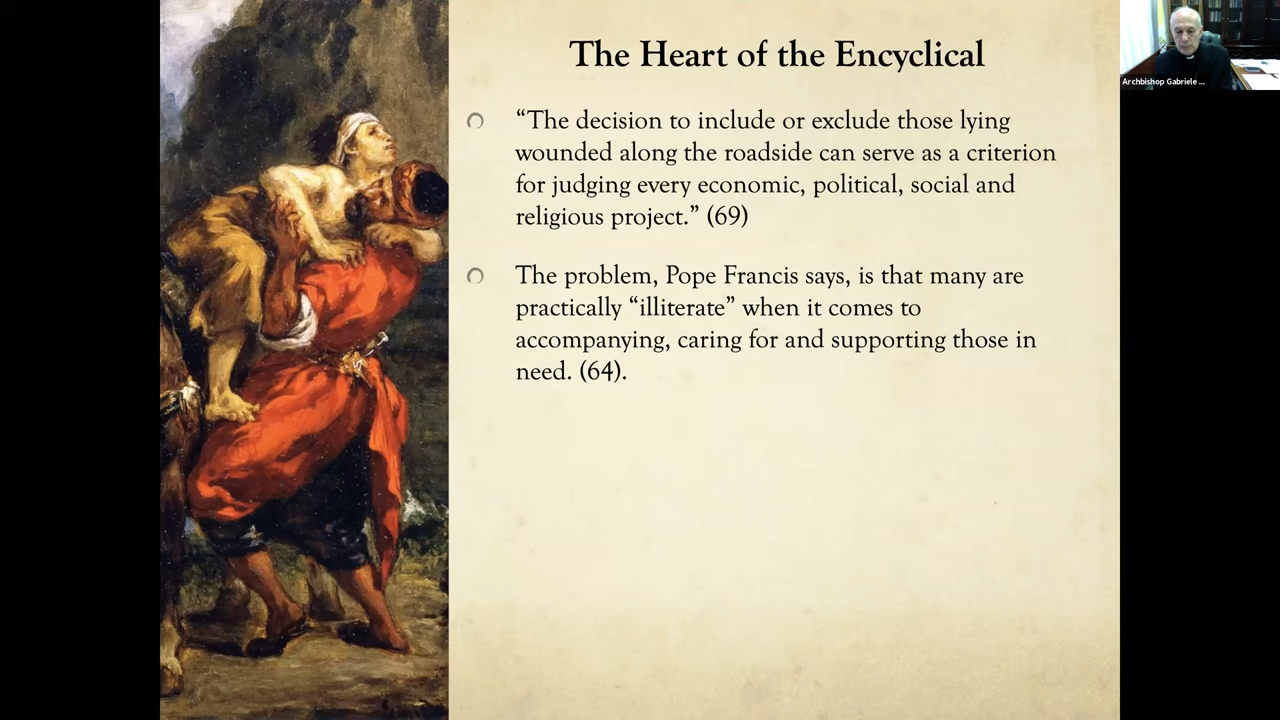 The Heart of the Encyclical
“The decision to include or exclude those lying
wounded along the roadside can serve as a criterion
for judging every economic, political, social and
religious project.” (69)
The problem, Pope Francis says, is that many are
practically “illiterate” when it comes to
accompanying, caring for and supporting those in
need. (64).
Archbishop Gabriele ...